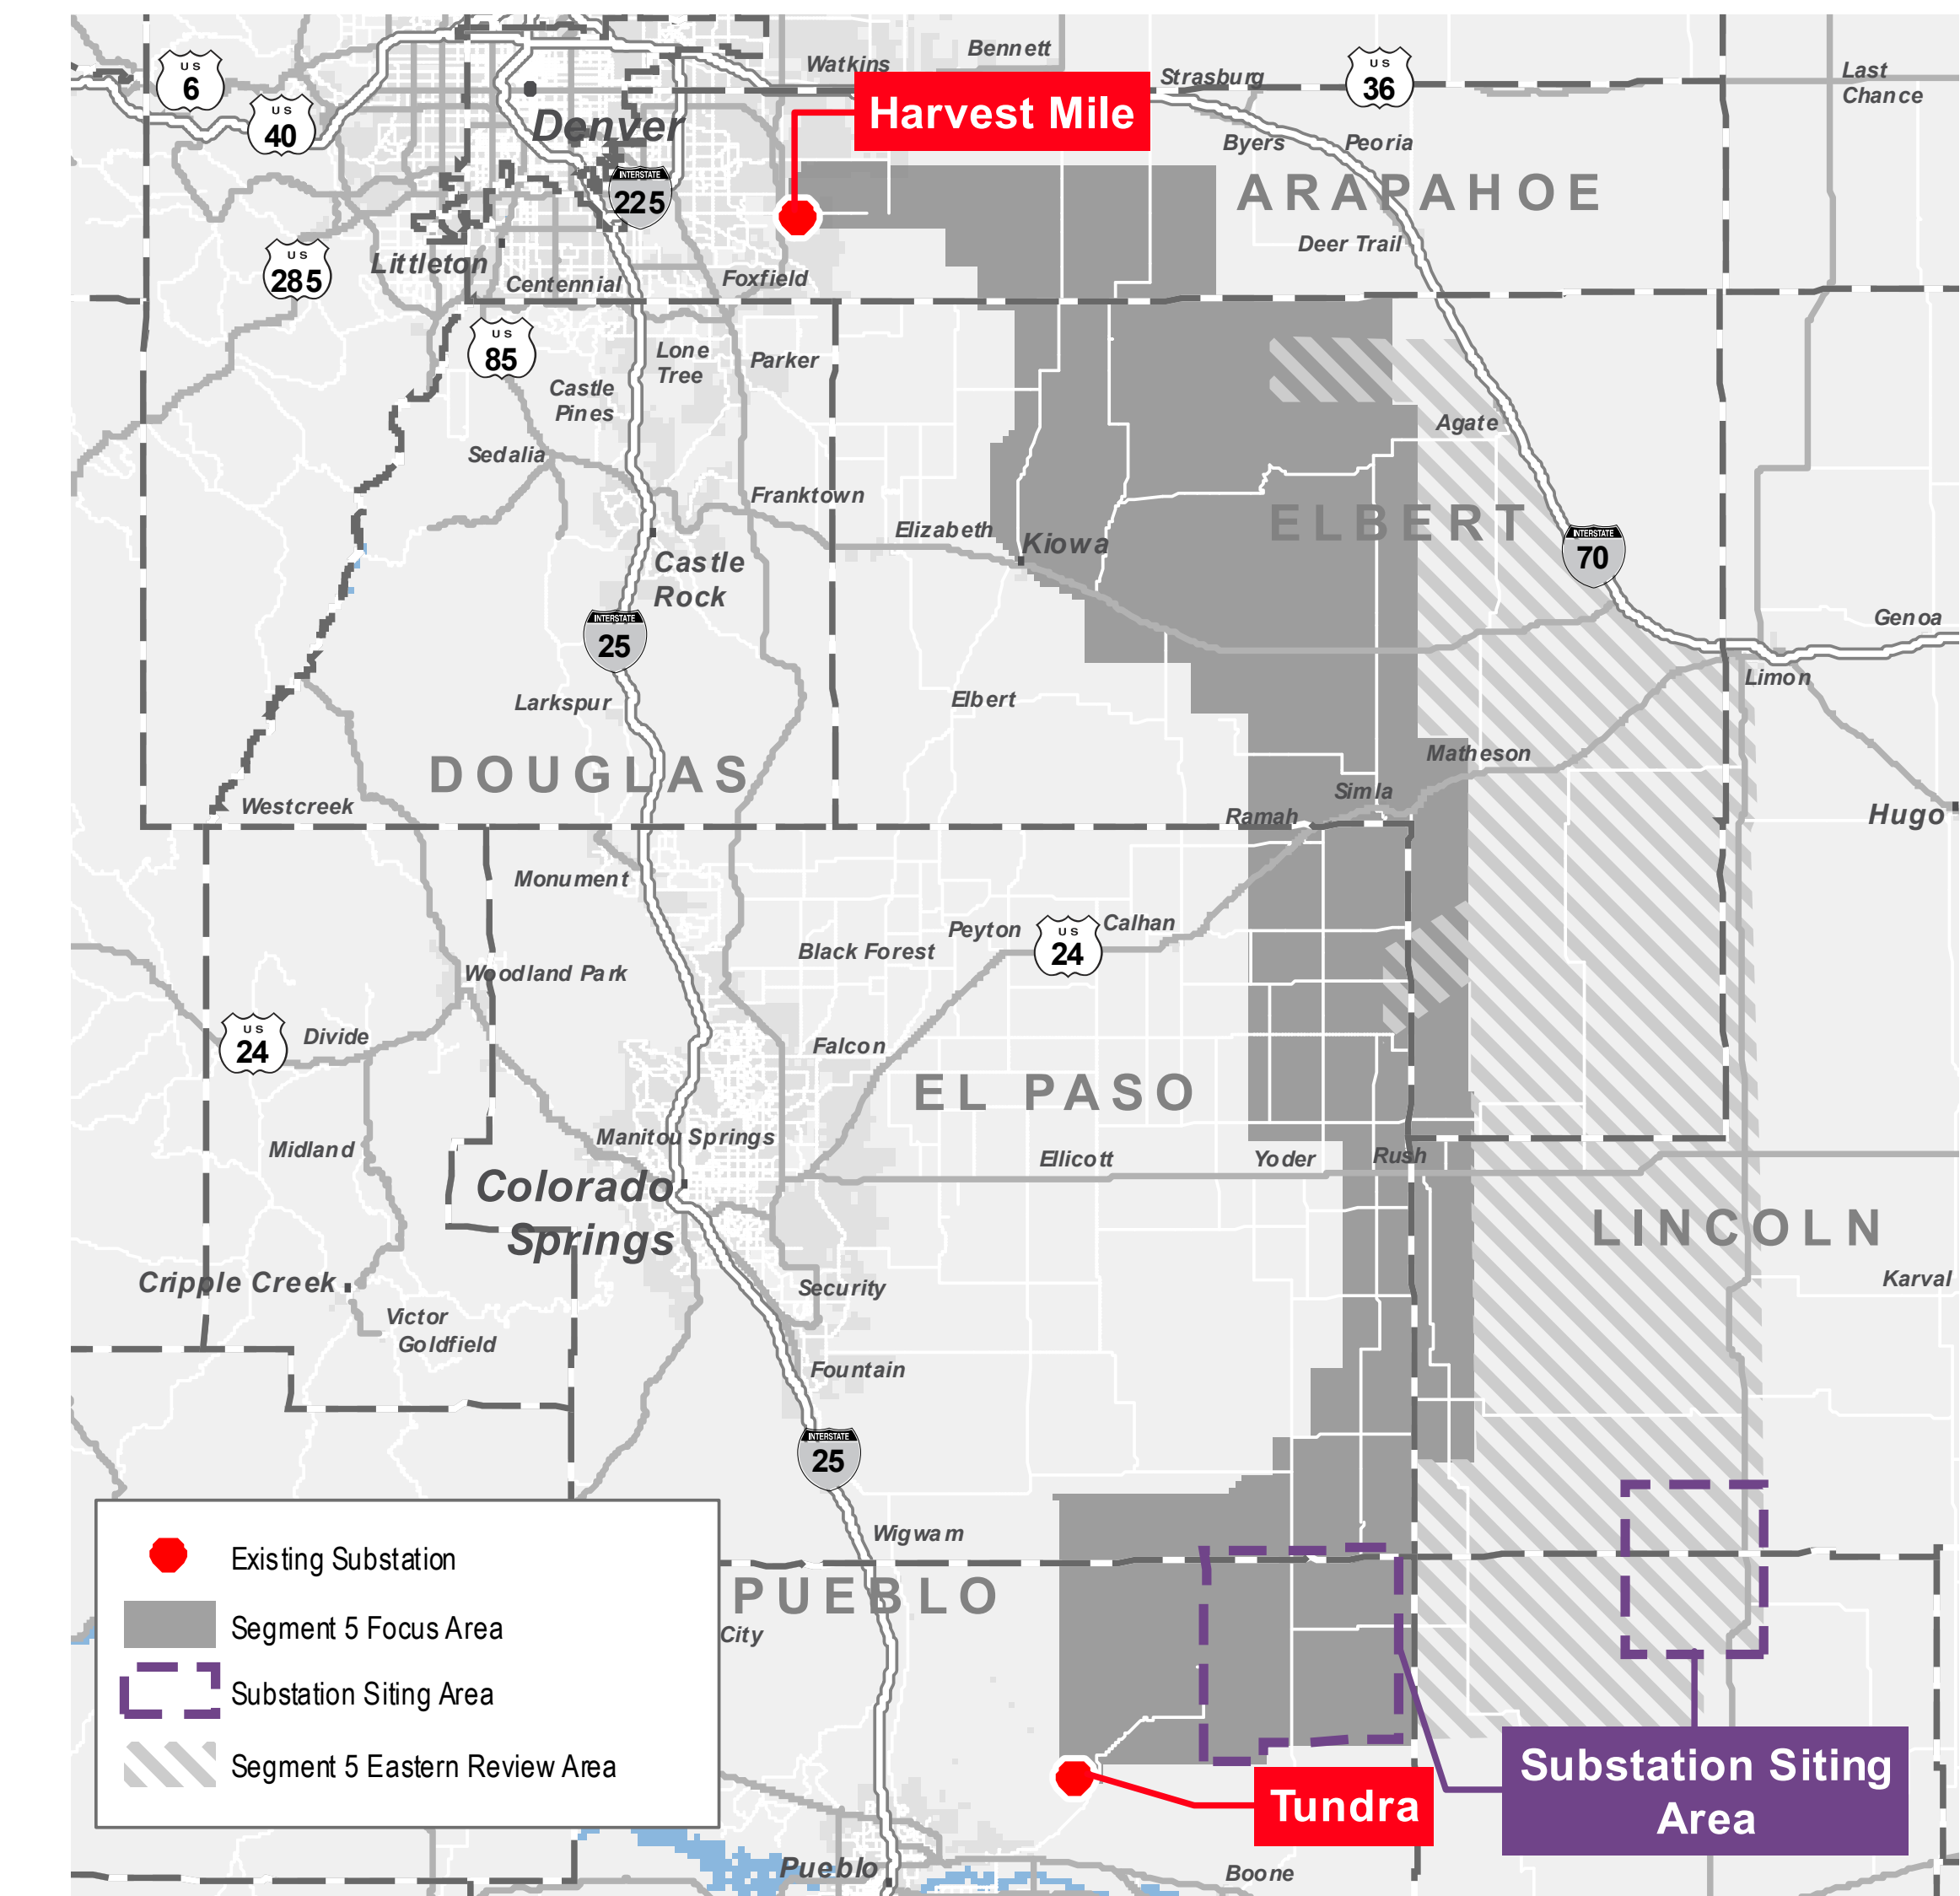 Bennett
Watkins
Strasburg
US
36
Last
Chance
US
6
US
40
Harvest Mile
Denver
Byers
Peoria
INTERSTATE
225
ARAPAHOE
Deer Trail
US
285
Littleton
Centennial
Foxfield
US
85
Lone
Tree
Parker
Castle
Pines
Agate
Sedalia
Franktown
Elizabeth
Kiowa
ELBERT
INTERSTATE
70
Castle
Rock
INTERSTATE
25
Genoa
Limon
Larkspur
Elbert
DOUGLAS
Matheson
Simla
Ramah
Westcreek
Hugo
Monument
Peyton
US
24
Calhan
Black Forest
Woodland Park
US
24
Divide
Falcon
EL PASO
Manitou Springs
Midland
Ellicott
Yoder
Rush
Colorado
Springs
LINCOLN
Cripple Creek
Security
Karval
Victor
Goldfield
Fountain
INTERSTATE
25
Wigwam
PUEBLO
City
Existing Substation
Segment 5 Focus Area
Substation Siting Area
Segment 5 Eastern Review Area
Substation Siting
Area
Tundra
Pueblo
Boone